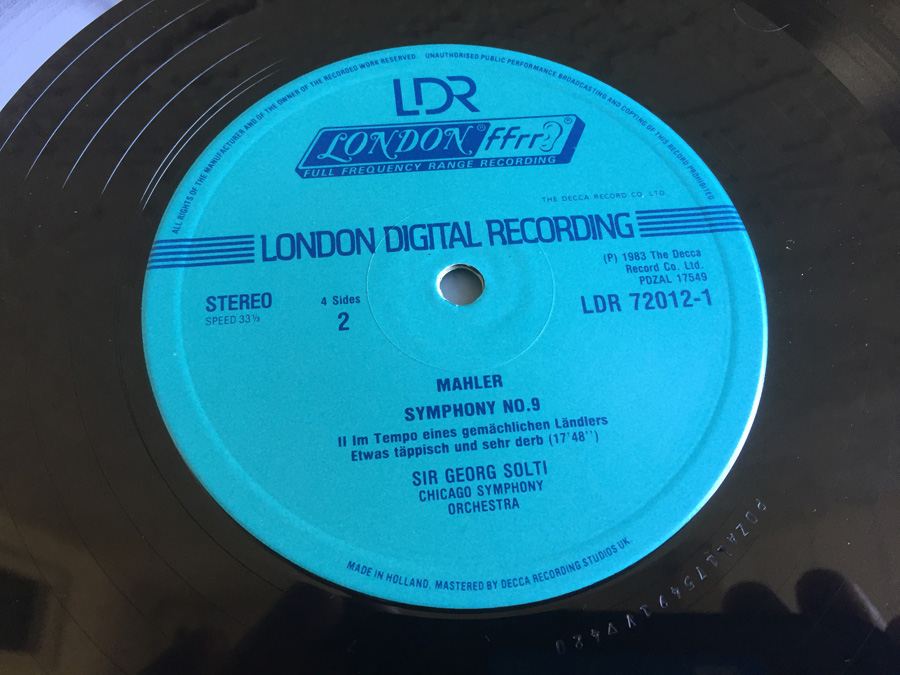 ALL RIGHTS OF THE MANUFACTURER AND OF THE OWNER OF THE RECORDED WORK RESERVED. UNAUTHORISED PUBLIC PERFORMANCE BROADCASTING AND COPYING OF THIS RECORD PROHIBITED.
LDR
LONDON® ffrr®
FULL FREQUENCY RANGE RECORDING
THE DECCA RECORD CO. LTD.
LONDON DIGITAL RECORDING
(P) 1983 The Decca
Record Co. Ltd.
PDZAL 17549
STEREO
SPEED 33⅓
4 Sides
2
LDR 72012-1
MAHLER
SYMPHONY NO.9
II Im Tempo eines gemächlichen Ländlers
Etwas täppisch und sehr derb (17'48'')
SIR GEORG SOLTI
CHICAGO SYMPHONY
ORCHESTRA
MADE IN HOLLAND, MASTERED BY DECCA RECORDING STUDIOS UK.